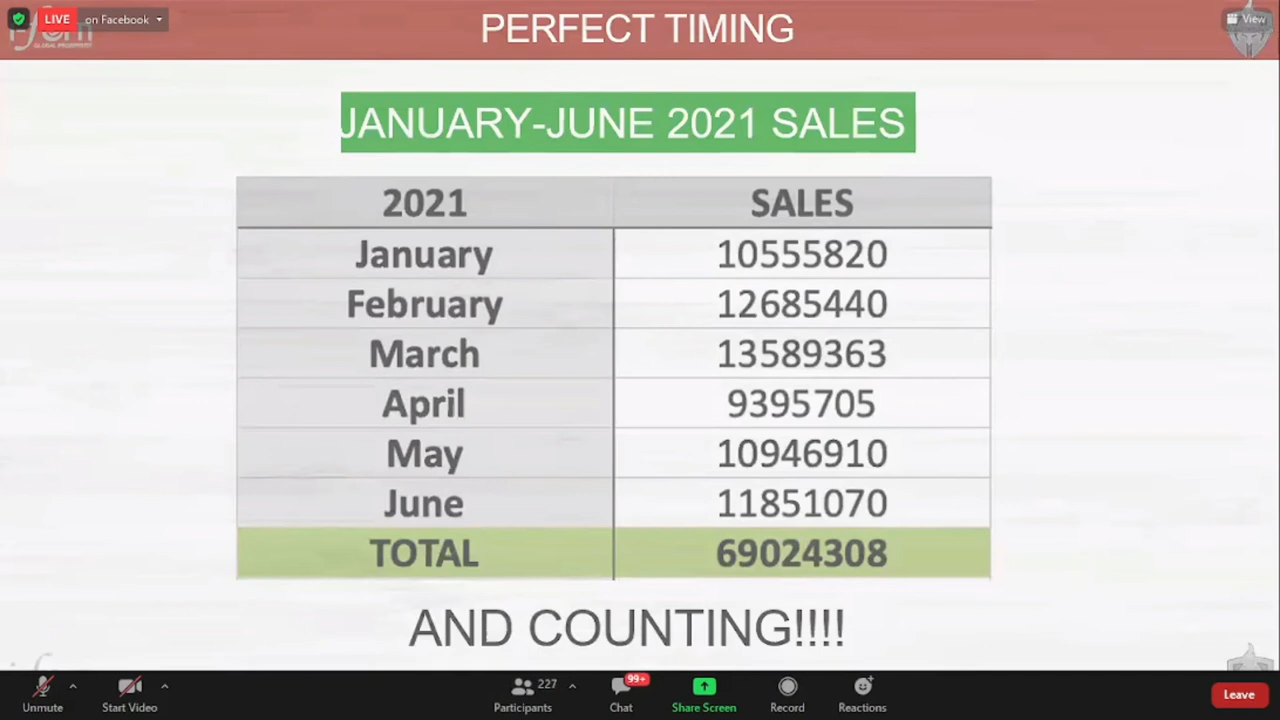 LIVE on Facebook
View
GLOBAL
PERFECT TIMING
JANUARY-JUNE 2021 SALES
2021 SALES
January 10555820
February 12685440
March 13589363
April 9395705
May 10946910
June 11851070
TOTAL 69024308
AND COUNTING!!!!
227 99+
Unmute Start Video Participants Chat Share Screen Record Reactions Leave